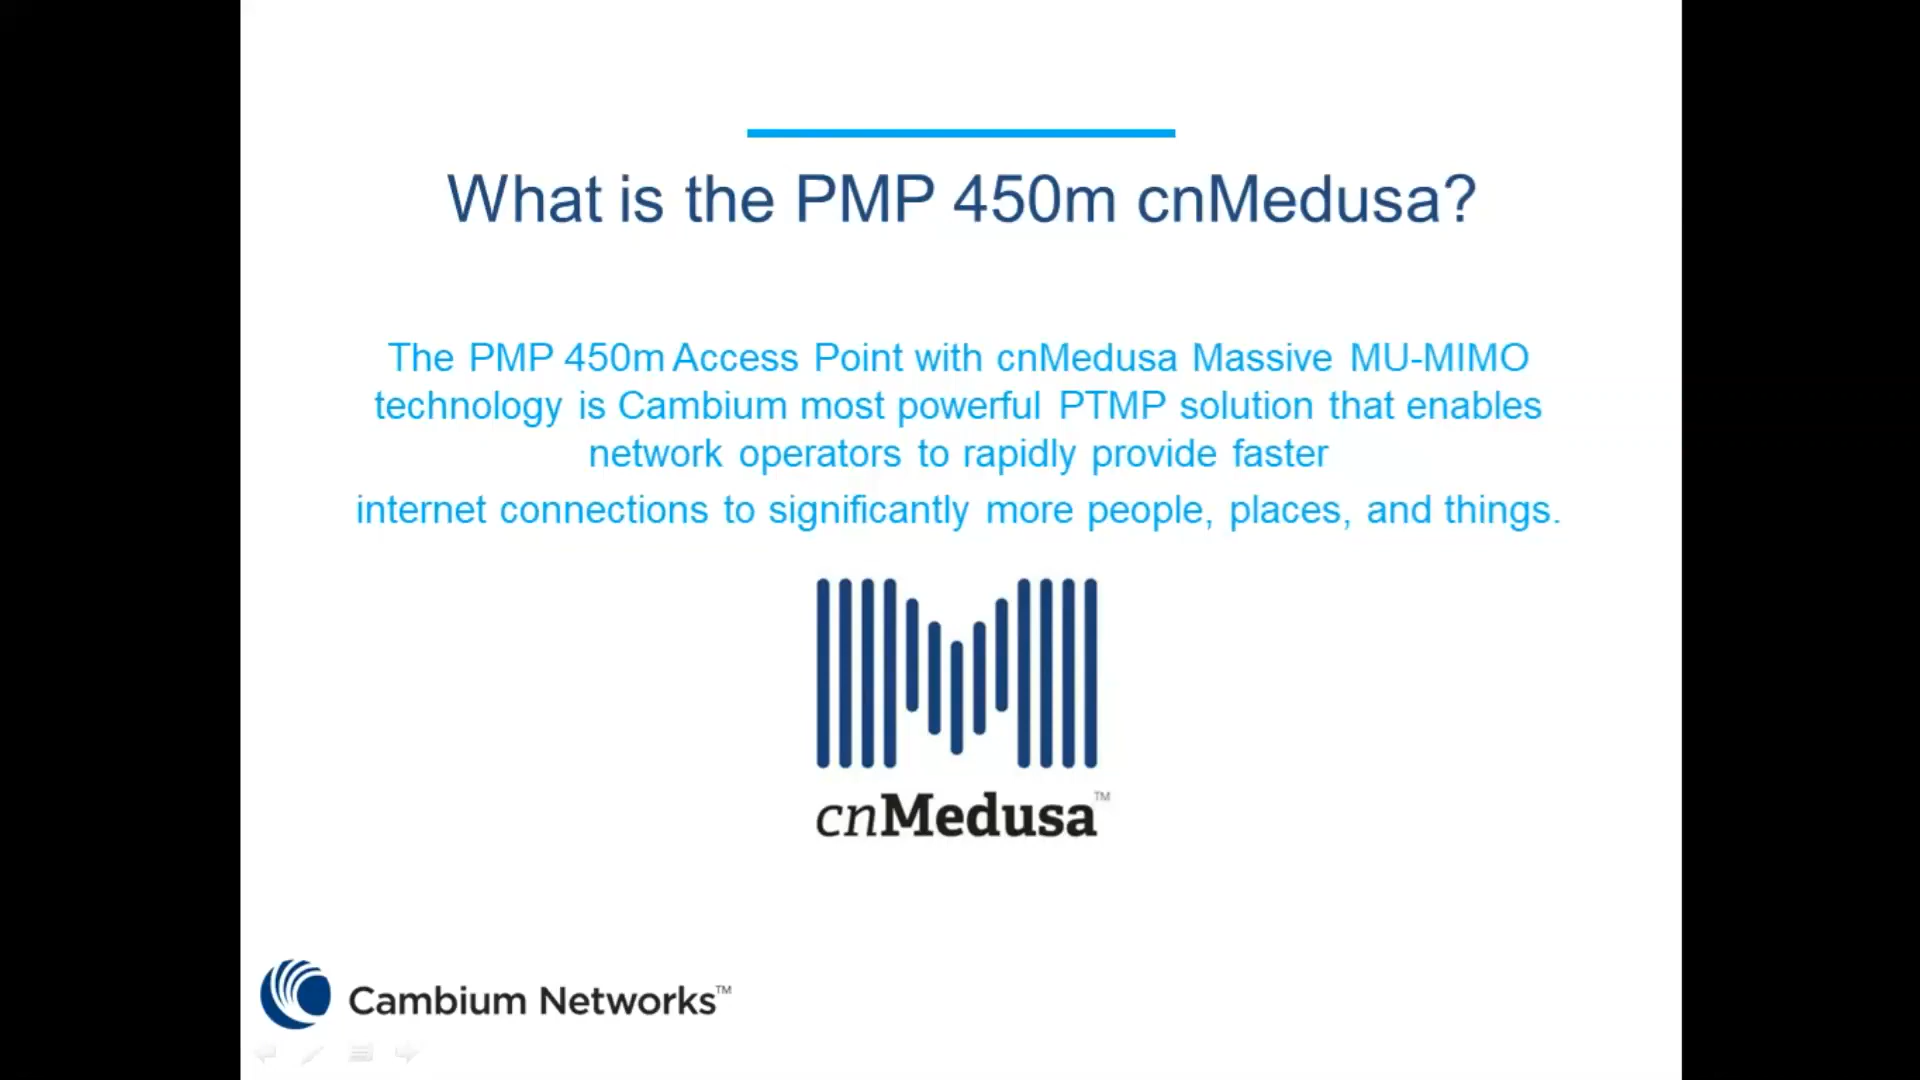 What is the PMP 450m cnMedusa?
The PMP 450m Access Point with cnMedusa Massive MU-MIMO
technology is Cambium most powerful PTMP solution that enables
network operators to rapidly provide faster
internet connections to significantly more people, places, and things.
cnMedusa™
Cambium Networks™